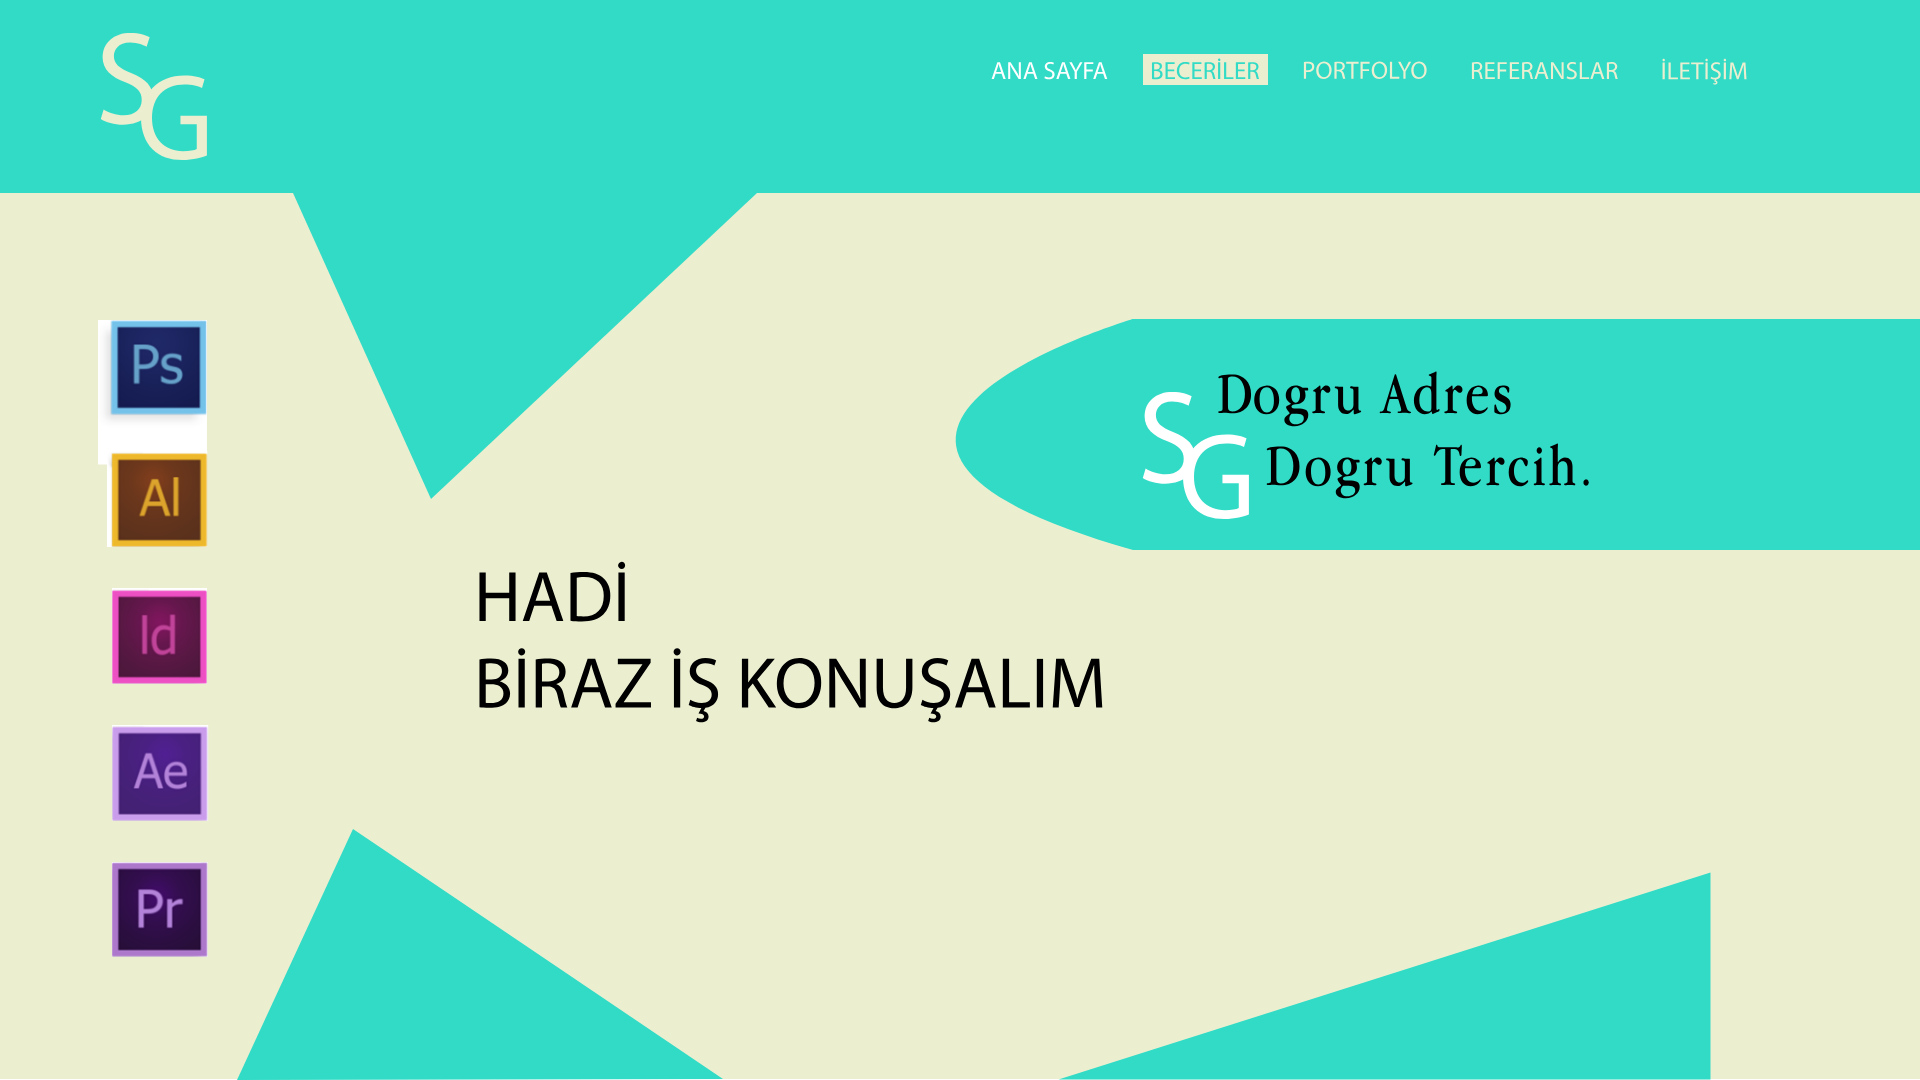 SG
ANA SAYFA BECERİLER PORTFOLYO REFERANSLAR İLETİŞİM
Ps
AI
Id
Ae
Pr
SG
Dogru Adres
Dogru Tercih.
HADİ
BİRAZ İŞ KONUŞALIM